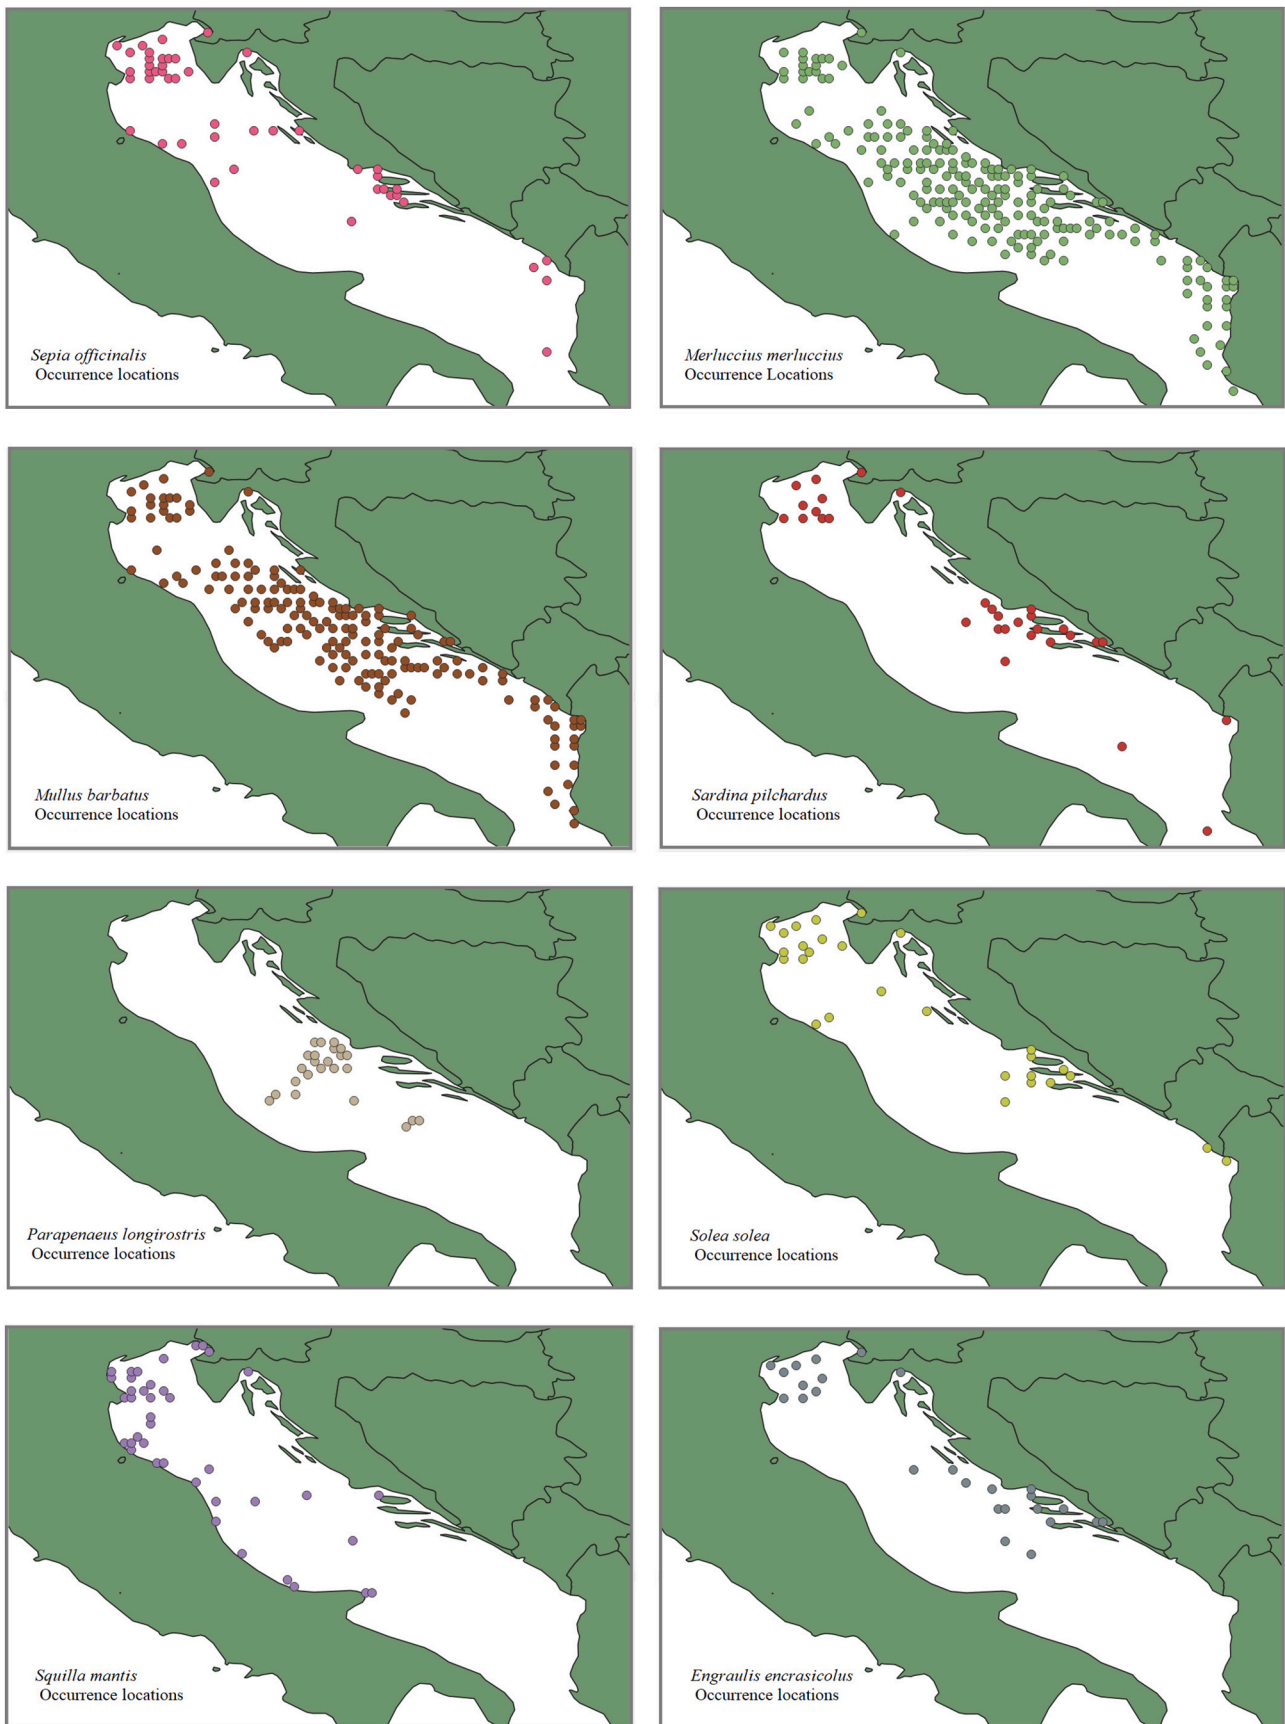 Sepia officinalis
Occurrence locations
Merluccius merluccius
Occurrence Locations
Mullus barbatus
Occurrence locations
Sardina pilchardus
Occurrence locations
Parapenaeus longirostris
Occurrence locations
Solea solea
Occurrence locations
Squilla mantis
Occurrence locations
Engraulis encrasicolus
Occurrence locations